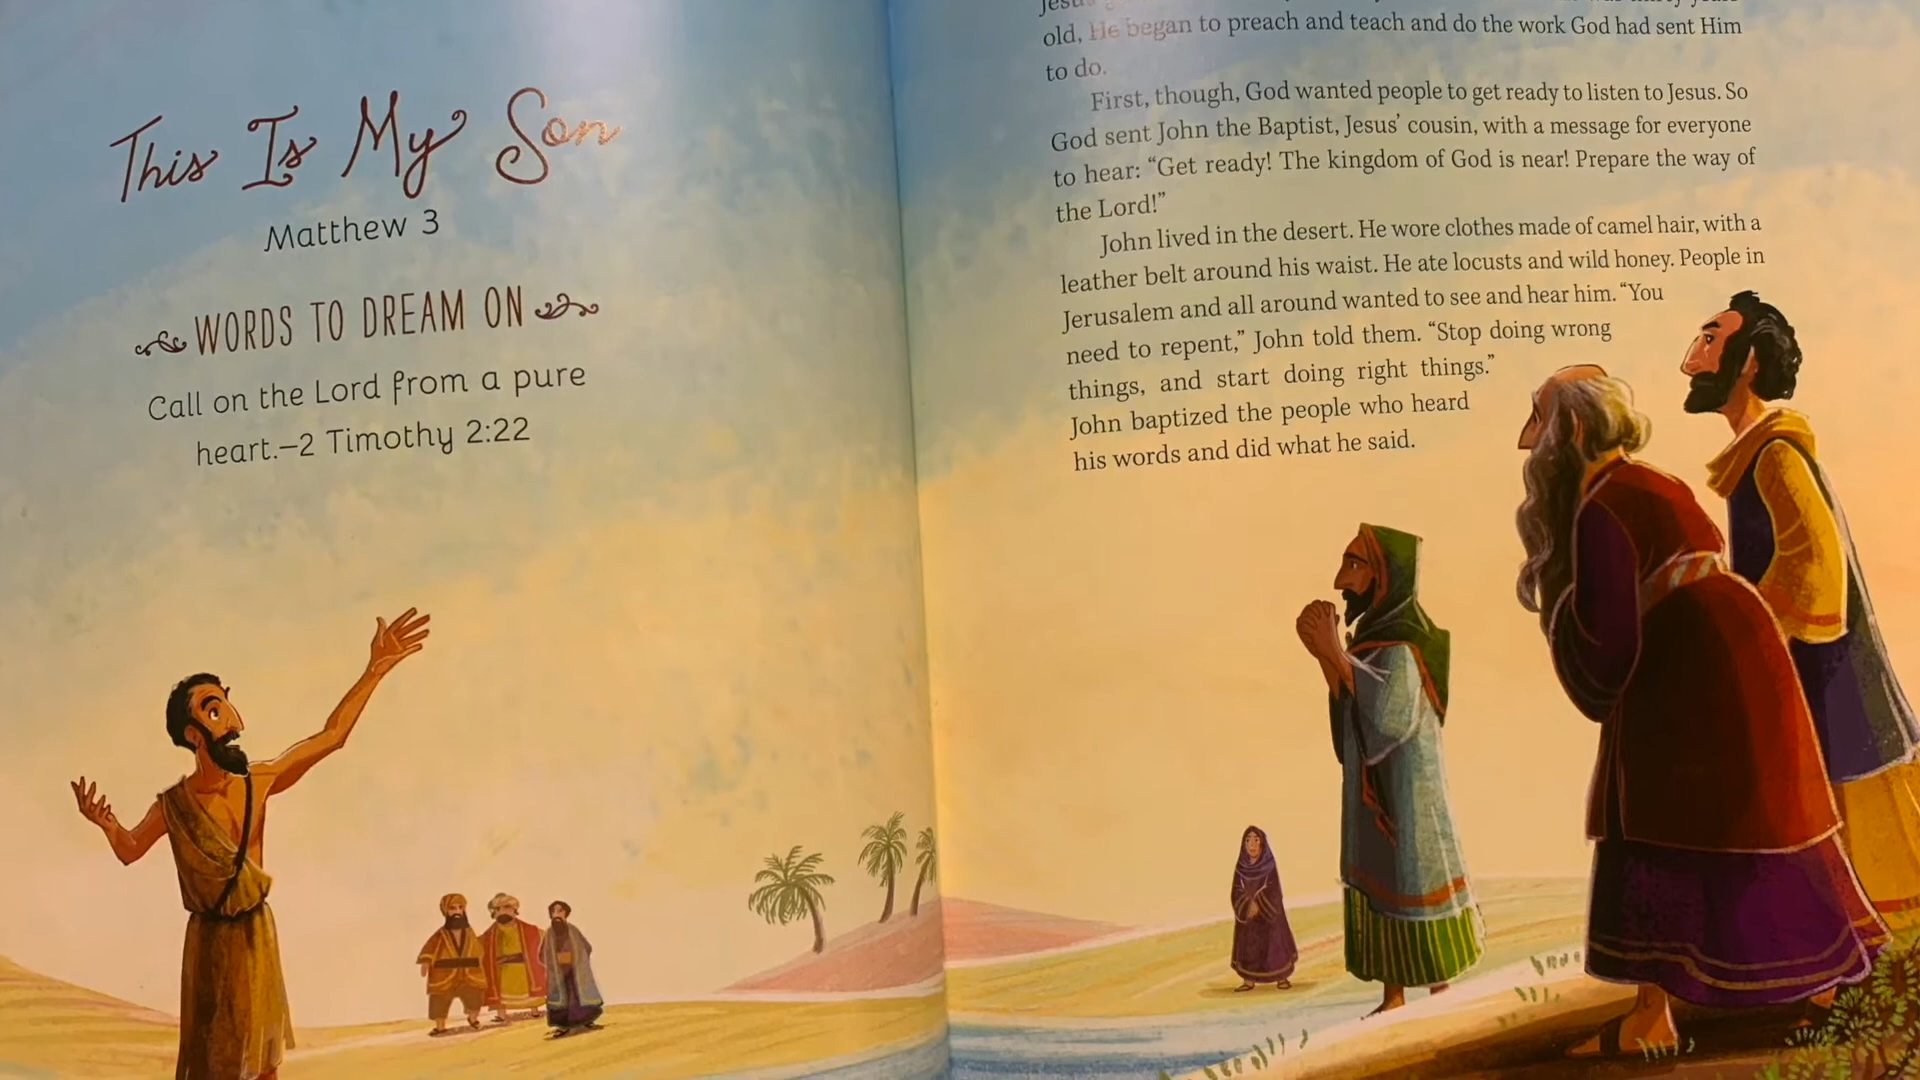 This Is My Son
Matthew 3
WORDS TO DREAM ON
Call on the Lord from a pure
heart.—2 Timothy 2:22
old, He began to preach and teach and do the work God had sent Him
to do.
First, though, God wanted people to get ready to listen to Jesus. So
God sent John the Baptist, Jesus’ cousin, with a message for everyone
to hear: “Get ready! The kingdom of God is near! Prepare the way of
the Lord!”
John lived in the desert. He wore clothes made of camel hair, with a
leather belt around his waist. He ate locusts and wild honey. People in
Jerusalem and all around wanted to see and hear him. “You
need to repent,” John told them. “Stop doing wrong
things, and start doing right things.”
John baptized the people who heard
his words and did what he said.